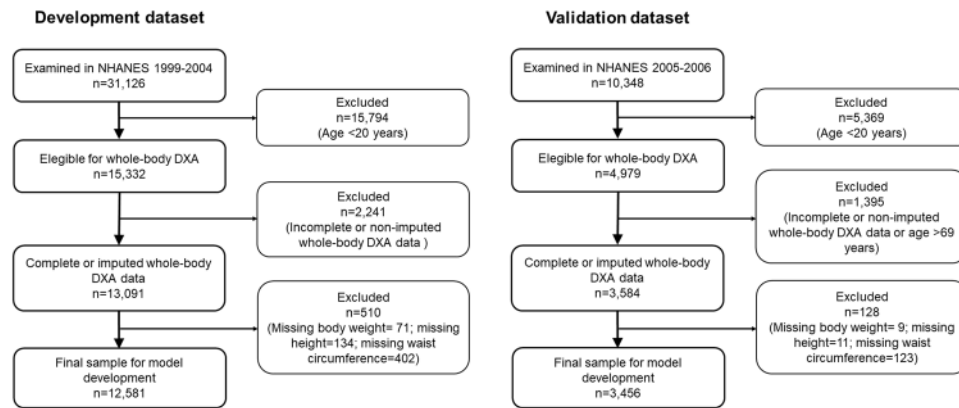 Development dataset
Examined in NHANES 1999-2004
n=31,126
Excluded
n=15,794
(Age <20 years)
Elegible for whole-body DXA
n=15,332
Excluded
n=2,241
(Incomplete or non-imputed
whole-body DXA data )
Complete or imputed whole-body
DXA data
n=13,091
Excluded
n=510
(Missing body weight= 71; missing
height=134; missing waist
circumference=402)
Final sample for model
development
n=12,581
Validation dataset
Examined in NHANES 2005-2006
n=10,348
Excluded
n=5,369
(Age <20 years)
Elegible for whole-body DXA
n=4,979
Excluded
n=1,395
(Incomplete or non-imputed
whole-body DXA data or age >69
years)
Complete or imputed whole-body
DXA data
n=3,584
Excluded
n=128
(Missing body weight= 9; missing
height=11; missing waist
circumference=123)
Final sample for model
development
n=3,456